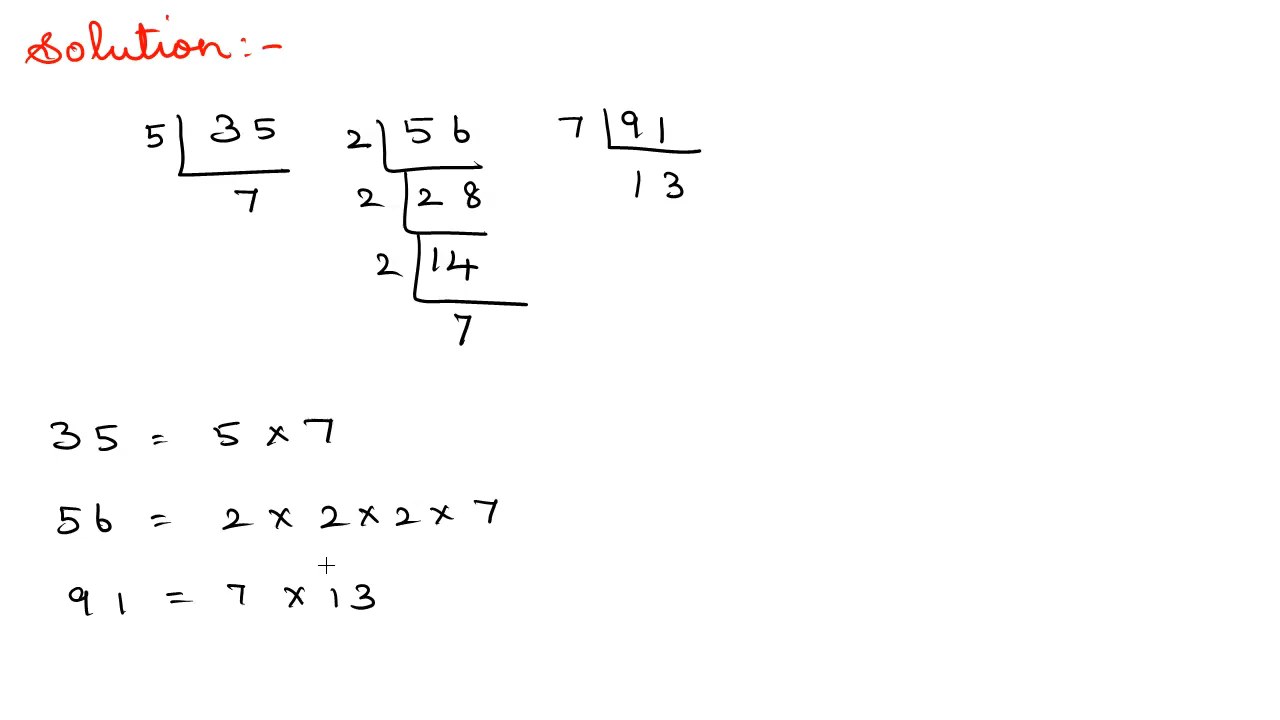 Solution:-
5 35 2 56 7 91
7 2 28 13
2 14
7
35 = 5 × 7
56 = 2 × 2 × 2 × 7
91 = 7 × 13